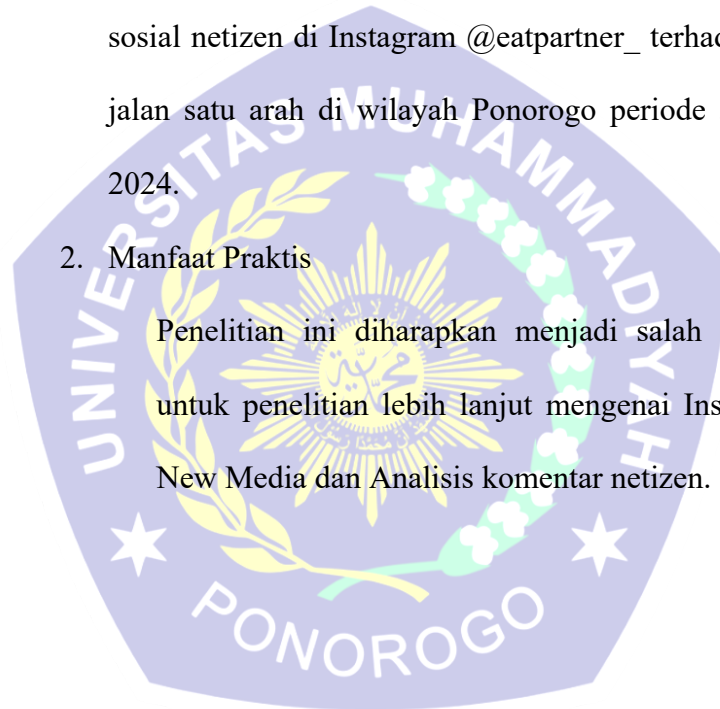 sosial netizen di Instagram @eatpartner_ terhad
jalan satu arah di wilayah Ponorogo periode
2024.
2. Manfaat Praktis
Penelitian ini diharapkan menjadi salah
untuk penelitian lebih lanjut mengenai Ins
New Media dan Analisis komentar netizen.
UNIVERSITAS MUHAMMADIYAH
PONOROGO